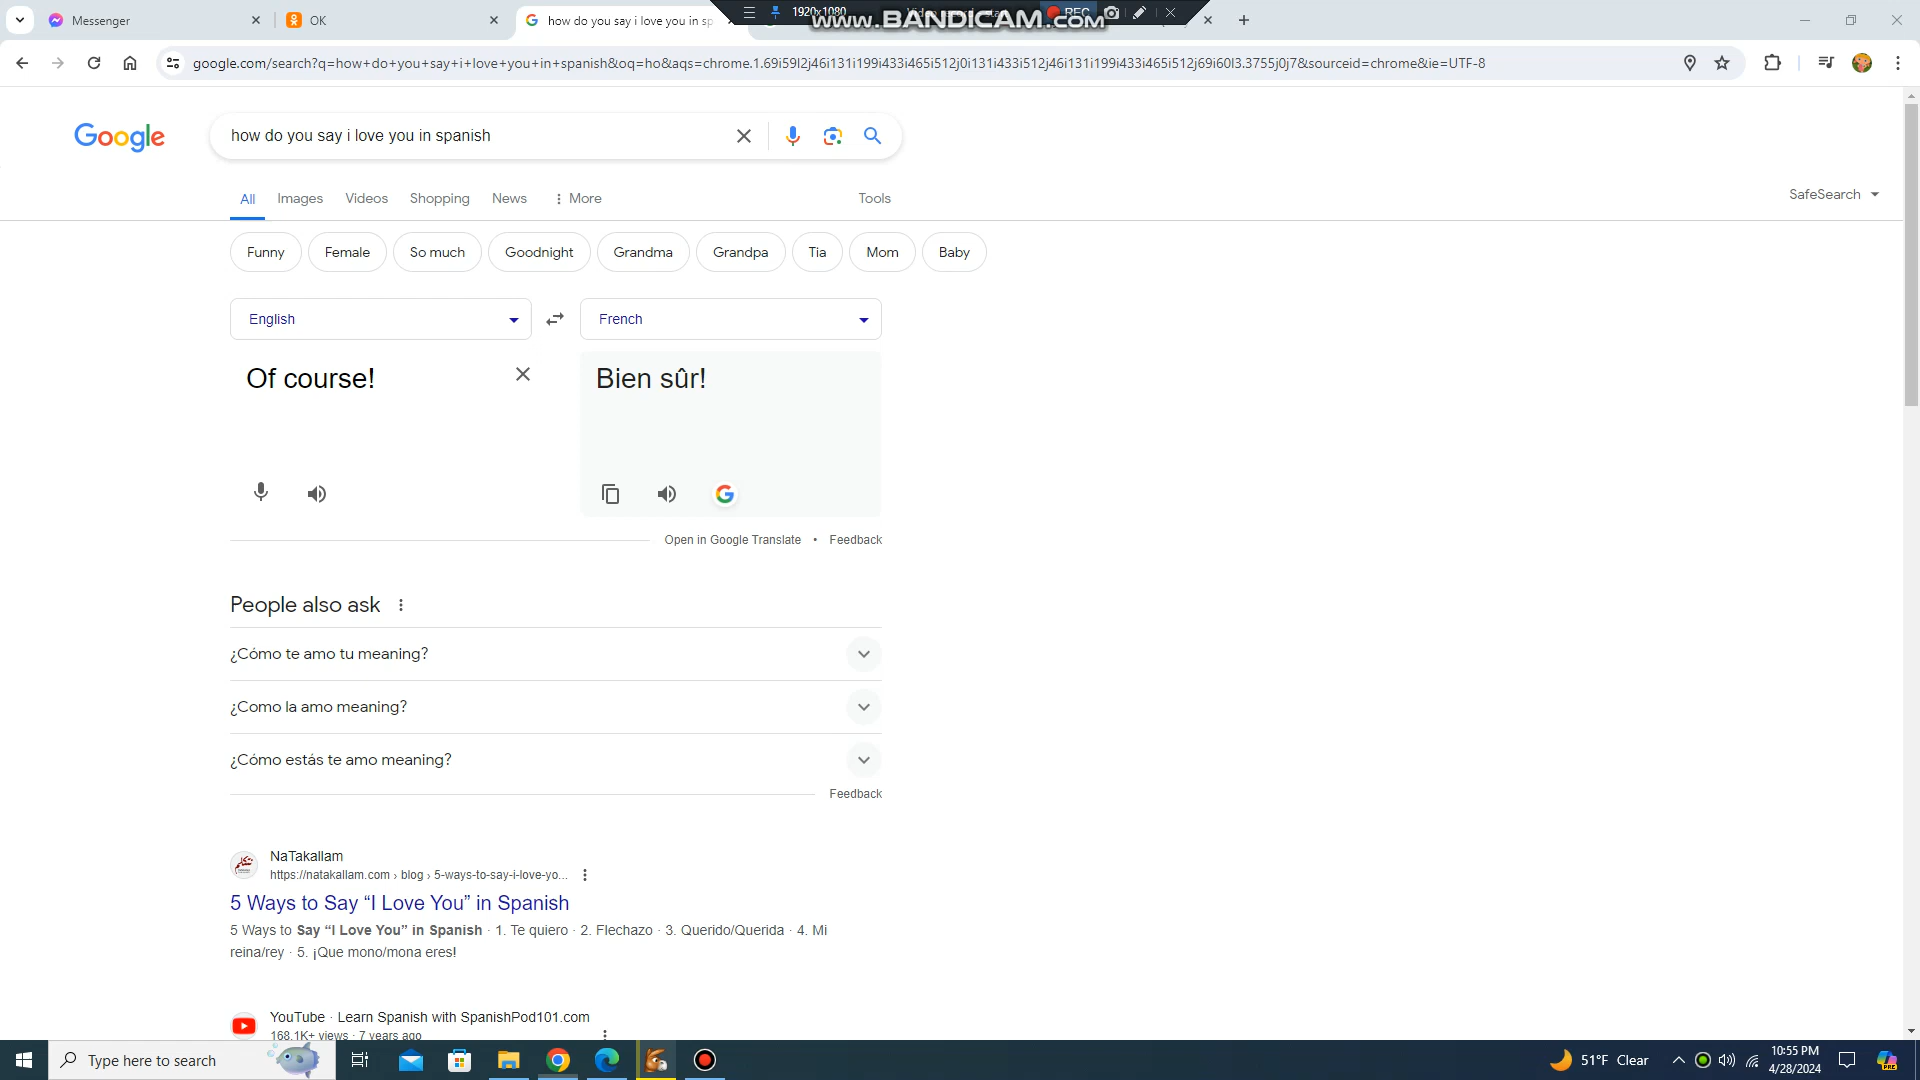 Messenger
OK
how do you say i love you in sp
1920x1080
REC
www.BANDICAM.com
google.com/search?q=how+do+you+say+i+love+you+in+spanish&oq=ho&aqs=chrome.1.69i59l2j46i131i199i433i465i512j0i131i433i512j46i131i199i433i465i512j69i60l3.3755j0j7&sourceid=chrome&ie=UTF-8
Google
how do you say i love you in spanish
All Images Videos Shopping News More Tools
SafeSearch
Funny Female So much Goodnight Grandma Grandpa Tia Mom Baby
English French
Of course! Bien sûr!
Open in Google Translate • Feedback
People also ask
¿Cómo te amo tu meaning?
¿Como la amo meaning?
¿Cómo estás te amo meaning?
Feedback
NaTakallam
https://natakallam.com › blog › 5-ways-to-say-i-love-yo...
5 Ways to Say “I Love You” in Spanish
5 Ways to Say “I Love You” in Spanish · 1. Te quiero · 2. Flechazo · 3. Querido/Querida · 4. Mi
reina/rey · 5. ¡Que mono/mona eres!
YouTube · Learn Spanish with SpanishPod101.com
168.1K+ views · 7 years ago
Type here to search
51°F Clear
10:55 PM
4/28/2024